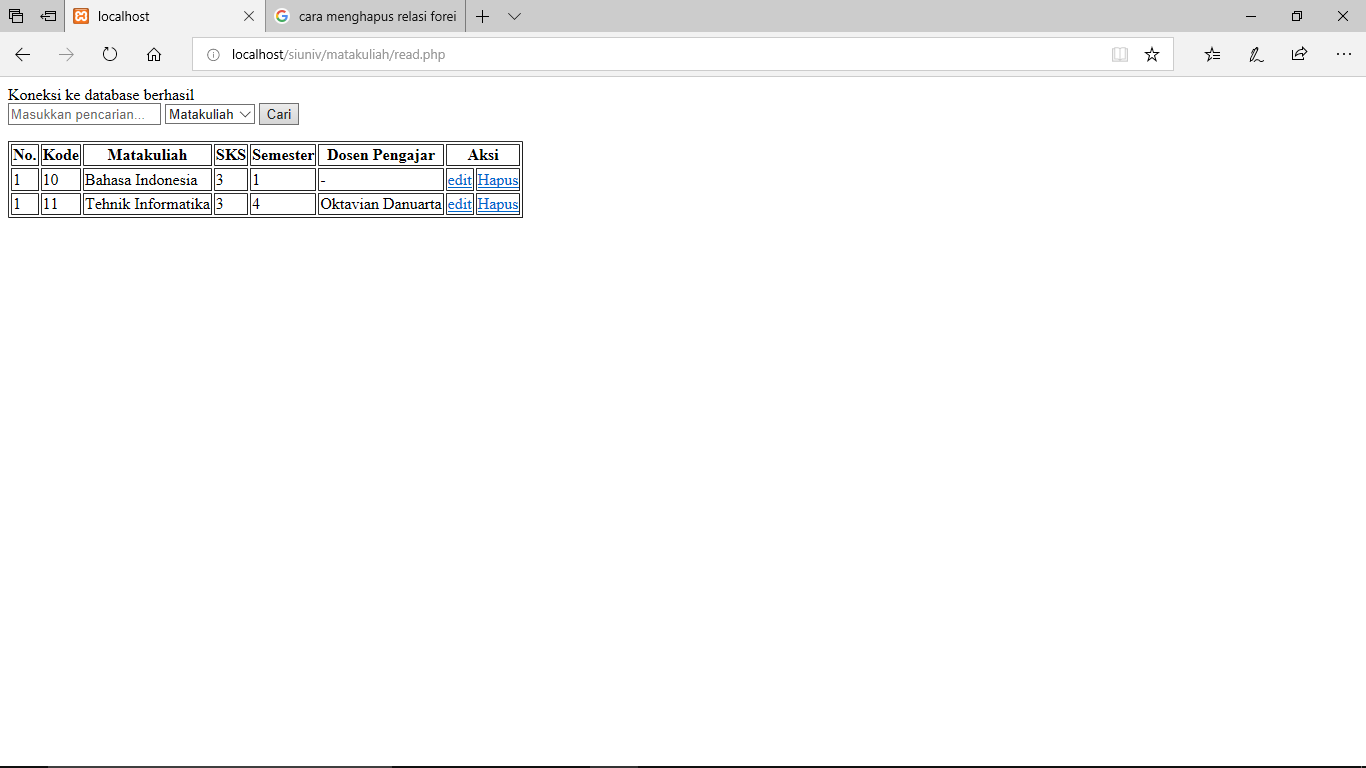 localhost
cara menghapus relasi forei
localhost/siuniv/matakuliah/read.php
Koneksi ke database berhasil
Masukkan pencarian... Matakuliah Cari
No. Kode Matakuliah SKS Semester Dosen Pengajar Aksi
1 10 Bahasa Indonesia 3 1 - edit Hapus
1 11 Tehnik Informatika 3 4 Oktavian Danuarta edit Hapus